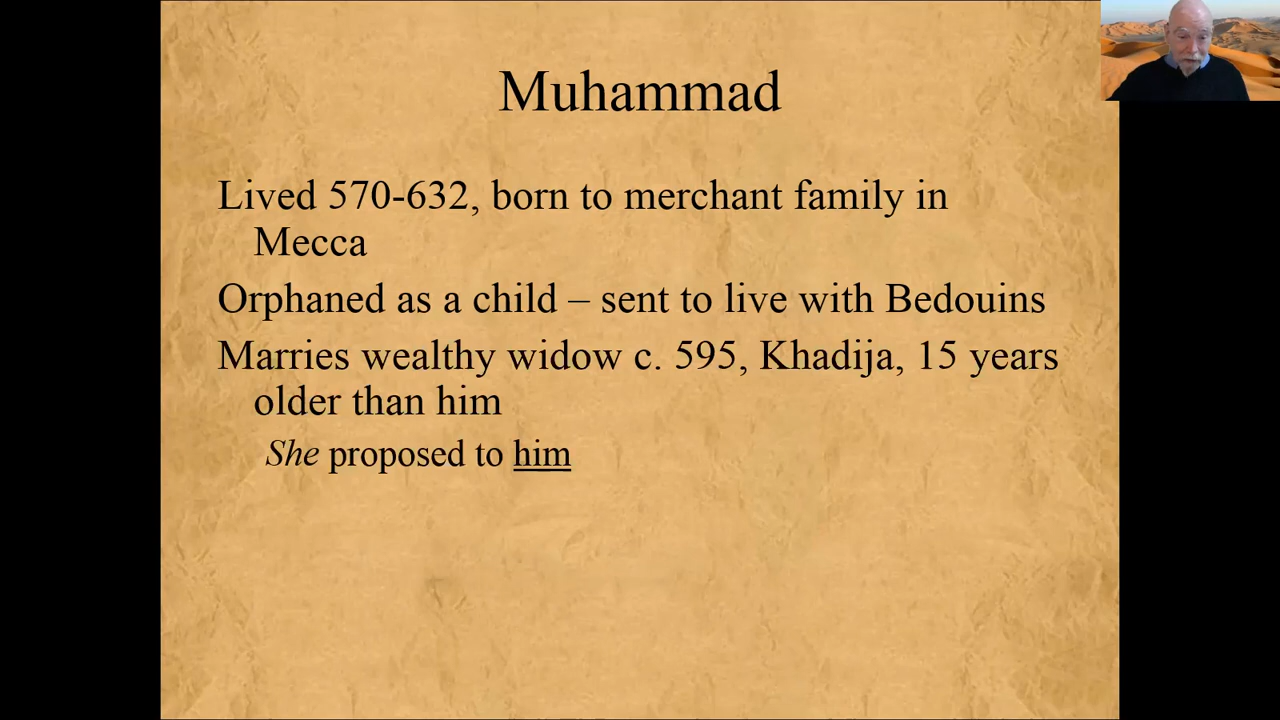 Muhammad
Lived 570-632, born to merchant family in
Mecca
Orphaned as a child – sent to live with Bedouins
Marries wealthy widow c. 595, Khadija, 15 years
older than him
She proposed to him